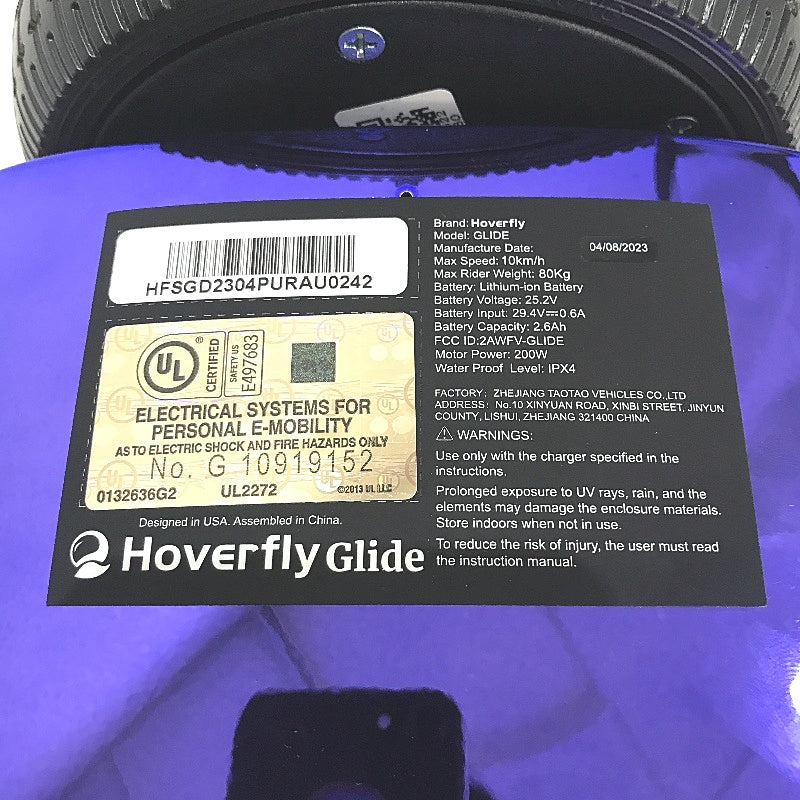 HFSGD2304PURAU0242
UL
®
CERTIFIED
SAFETY US
E497683
ELECTRICAL SYSTEMS FOR
PERSONAL E-MOBILITY
AS TO ELECTRIC SHOCK AND FIRE HAZARDS ONLY
No. G 10919152
0132636G2 UL2272 ©2013 UL LLC
Designed in USA. Assembled in China.
Hoverfly Glide
Brand: Hoverfly
Model: GLIDE
Manufacture Date: 04/08/2023
Max Speed: 10km/h
Max Rider Weight: 80Kg
Battery: Lithium-ion Battery
Battery Voltage: 25.2V
Battery Input: 29.4V⎓0.6A
Battery Capacity: 2.6Ah
FCC ID:2AWFV-GLIDE
Motor Power: 200W
Water Proof Level: IPX4
FACTORY: ZHEJIANG TAOTAO VEHICLES CO.,LTD
ADDRESS: No.10 XINYUAN ROAD, XINBI STREET, JINYUN
COUNTY, LISHUI, ZHEJIANG 321400 CHINA
⚠ WARNINGS:
Use only with the charger specified in the
instructions.
Prolonged exposure to UV rays, rain, and the
elements may damage the enclosure materials.
Store indoors when not in use.
To reduce the risk of injury, the user must read
the instruction manual.